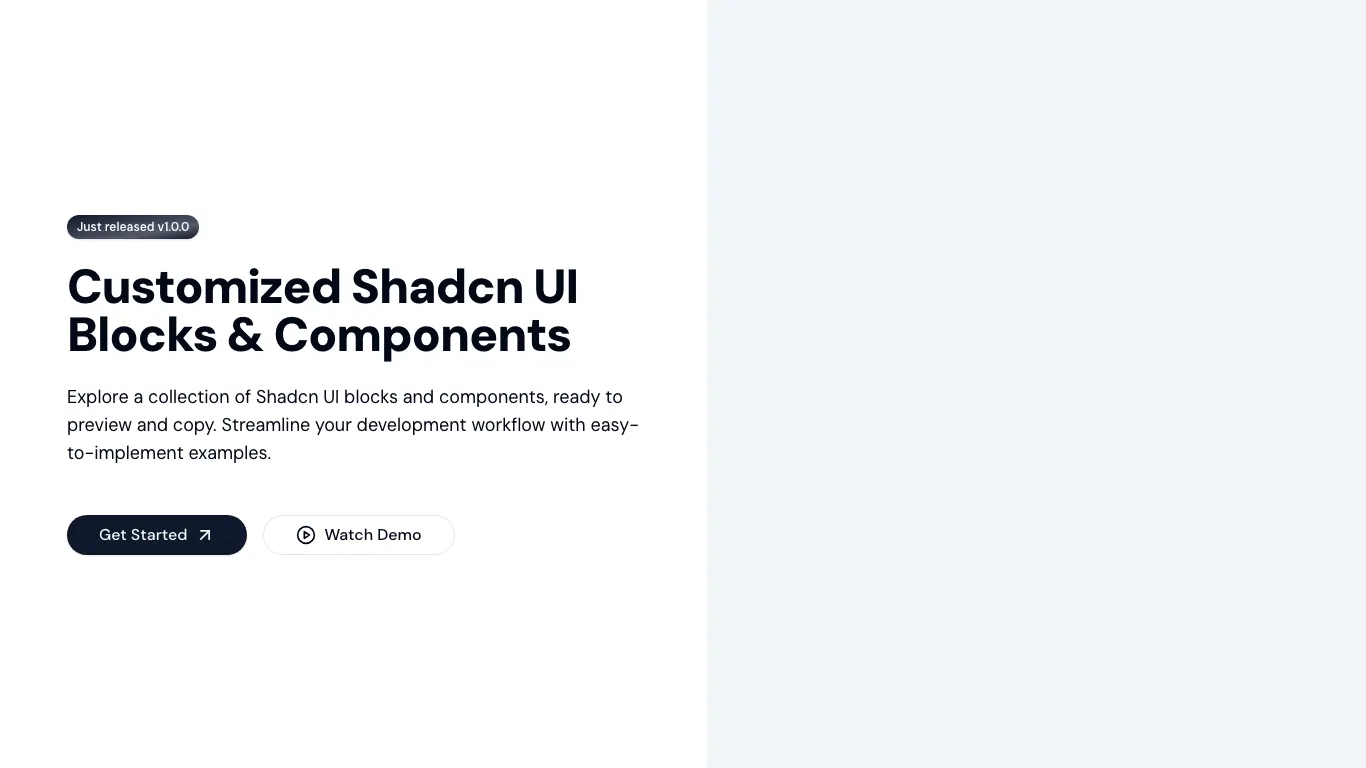 Just released v1.0.0
Customized Shadcn UI
Blocks & Components
Explore a collection of Shadcn UI blocks and components, ready to
preview and copy. Streamline your development workflow with easy-
to-implement examples.
Get Started
Watch Demo